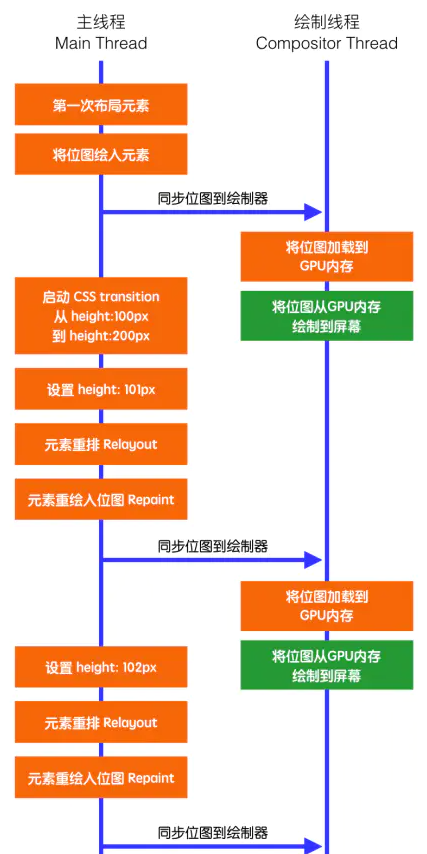 主线程
Main Thread
绘制线程
Compositor Thread
第一次布局元素
将位图绘入元素
同步位图到绘制器
将位图加载到
GPU内存
启动 CSS transition
从 height:100px
到 height:200px
将位图从GPU内存
绘制到屏幕
设置 height: 101px
元素重排 Relayout
元素重绘入位图 Repaint
同步位图到绘制器
将位图加载到
GPU内存
将位图从GPU内存
绘制到屏幕
设置 height: 102px
元素重排 Relayout
元素重绘入位图 Repaint
同步位图到绘制器